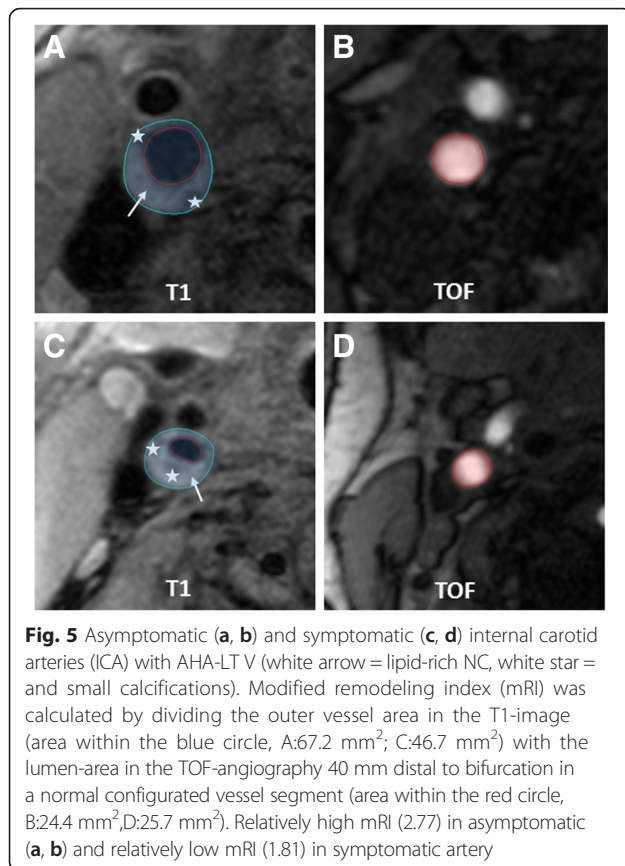 A
B
T1
TOF
C
D
T1
TOF
Fig. 5 Asymptomatic (a, b) and symptomatic (c, d) internal carotid
arteries (ICA) with AHA-LT V (white arrow = lipid-rich NC, white star =
and small calcifications). Modified remodeling index (mRI) was
calculated by dividing the outer vessel area in the T1-image
(area within the blue circle, A:67.2 mm²; C:46.7 mm²) with the
lumen-area in the TOF-angiography 40 mm distal to bifurcation in
a normal configurated vessel segment (area within the red circle,
B:24.4 mm²,D:25.7 mm²). Relatively high mRI (2.77) in asymptomatic
(a, b) and relatively low mRI (1.81) in symptomatic artery